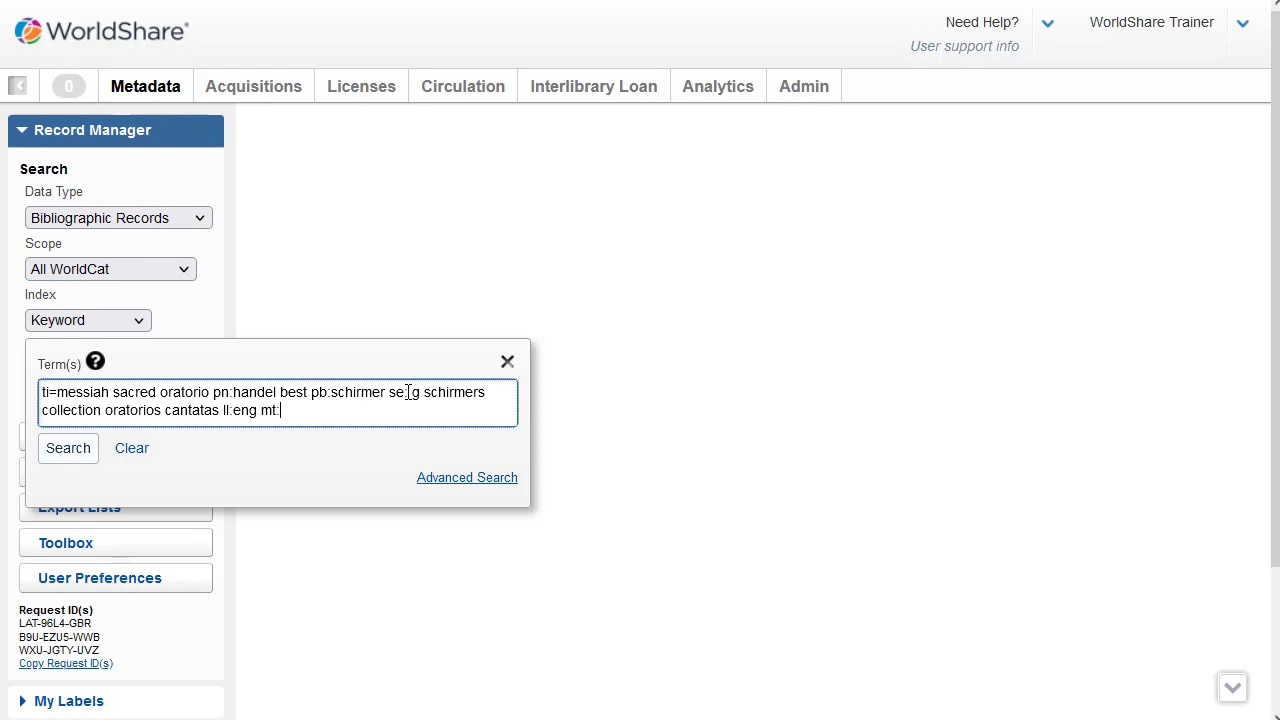 WorldShare®
Need Help?
User support info
WorldShare Trainer
0
Metadata
Acquisitions
Licenses
Circulation
Interlibrary Loan
Analytics
Admin
Record Manager
Search
Data Type
Bibliographic Records
Scope
All WorldCat
Index
Keyword
Term(s) ?
ti=messiah sacred oratorio pn:handel best pb:schirmer se:g schirmers
collection oratorios cantatas ll:eng mt:
Search
Clear
Advanced Search
Export Lists
Toolbox
User Preferences
Request ID(s)
LAT-96L4-GBR
B9U-EZU5-WWB
WXU-JGTY-UVZ
Copy Request ID(s)
My Labels